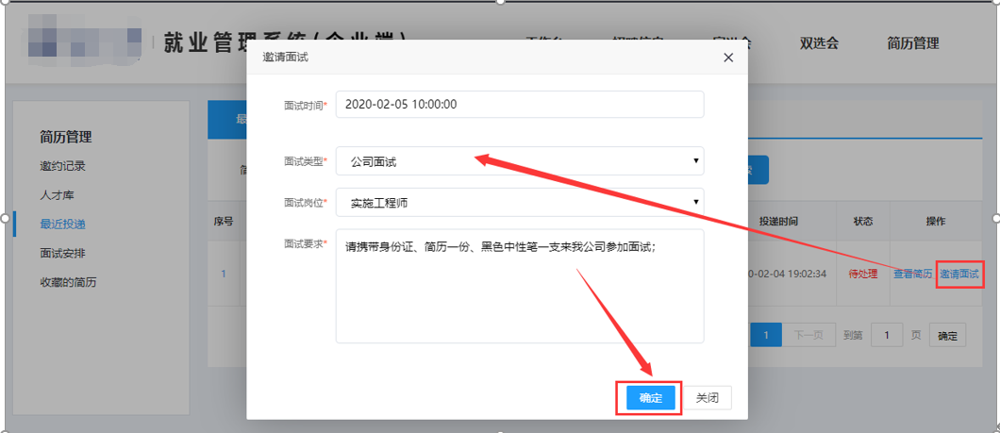 就业管理系统(企业端)
双选会
简历管理
邀请面试
简历管理
邀约记录
人才库
最近投递
面试安排
收藏的简历
面试时间*
2020-02-05 10:00:00
面试类型*
公司面试
面试岗位*
实施工程师
面试要求*
请携带身份证、简历一份、黑色中性笔一支来我公司参加面试；
确定
关闭
序号
投递时间
状态
操作
1
0-02-04 19:02:34
待处理
查看简历
邀请面试
1
下一页
到第
1
页
确定